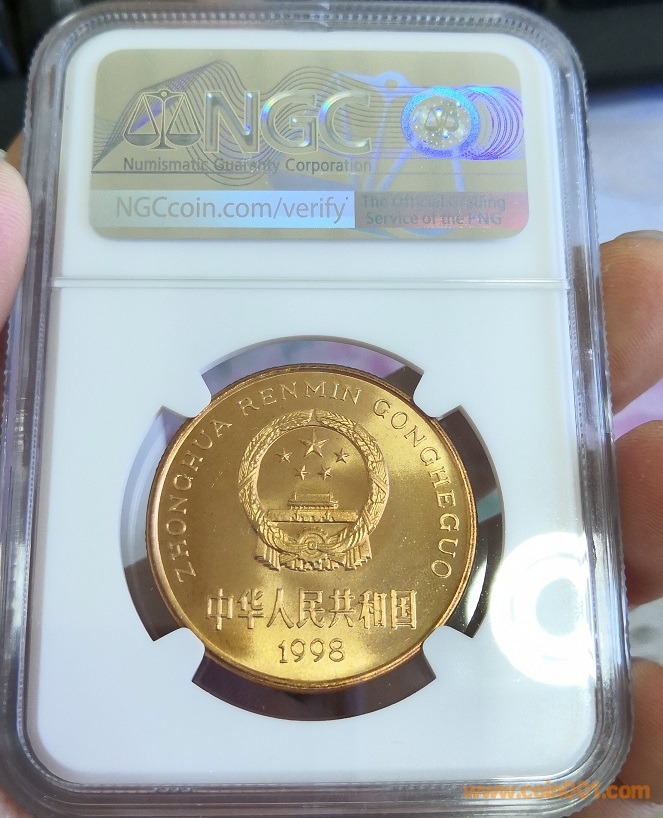 NGC
Numismatic Guaranty Corporation
NGCcoin.com/verify
The Official Grading
Service of the PNG
ZHONGHUA RENMIN GONGHEGUO
中华人民共和国
1998
www.coin001.com